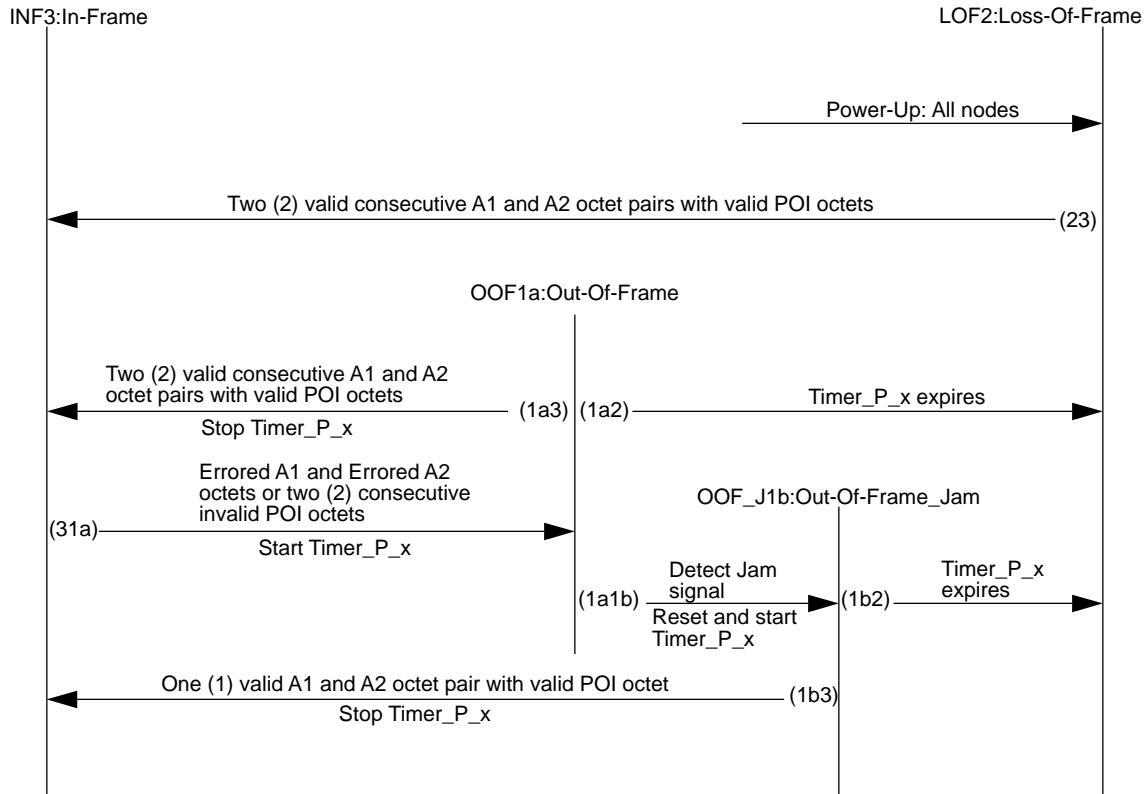 INF3:In-Frame
LOF2:Loss-Of-Frame
Power-Up: All nodes
Two (2) valid consecutive A1 and A2 octet pairs with valid POI octets
(23)
OOF1a:Out-Of-Frame
Two (2) valid consecutive A1 and A2
octet pairs with valid POI octets
Stop Timer_P_x
(1a3)
(1a2)
Timer_P_x expires
Errored A1 and Errored A2
octets or two (2) consecutive
invalid POI octets
(31a)
Start Timer_P_x
OOF_J1b:Out-Of-Frame_Jam
(1a1b)
Detect Jam
signal
Reset and start
Timer_P_x
(1b2)
Timer_P_x
expires
One (1) valid A1 and A2 octet pair with valid POI octet
(1b3)
Stop Timer_P_x